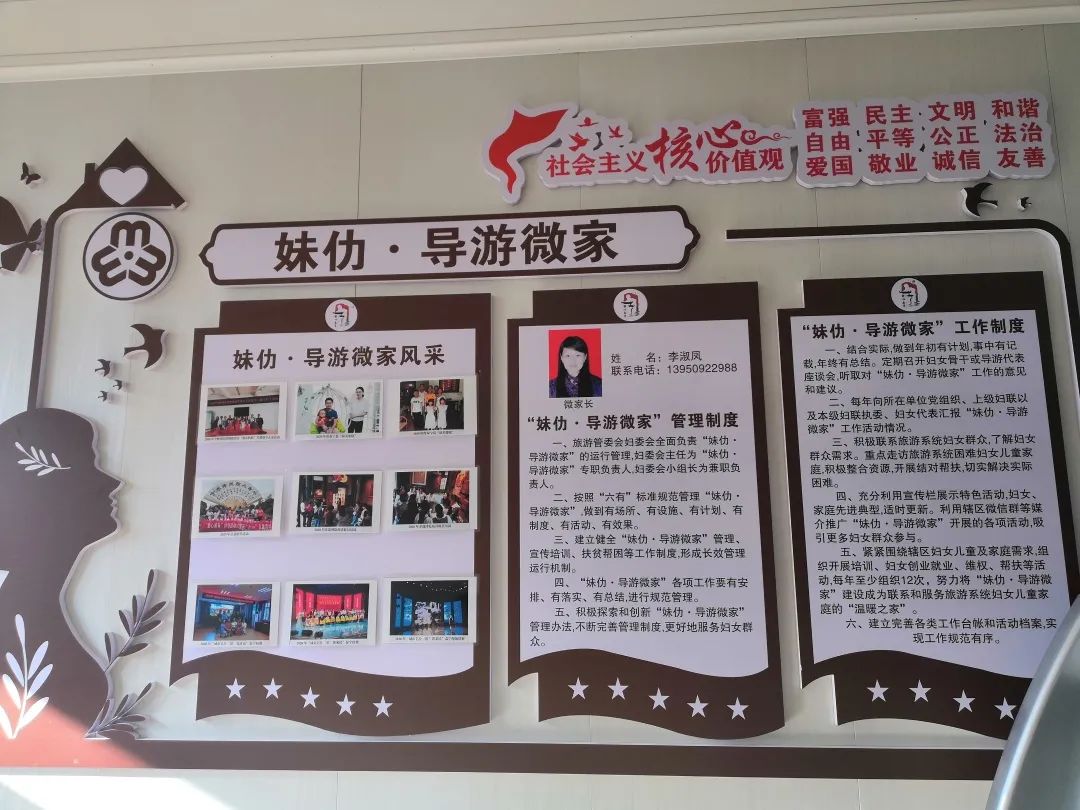 社会主义核心价值观
富强 民主 文明 和谐
自由 平等 公正 法治
爱国 敬业 诚信 友善
妹仂·导游微家
妹仂·导游微家风采
姓 名：李淑凤
联系电话：13950922988
微家长
“妹仂·导游微家”管理制度
一、旅游管委会妇委会全面负责“妹仂·
导游微家”的运行管理,妇委会主任为“妹仂·
导游微家”专职负责人,妇委会小组长为兼职负
责人。
二、按照“六有”标准规范管理“妹仂·
导游微家”,做到有场所、有设施、有计划、有
制度、有活动、有效果。
三、建立健全“妹仂·导游微家”管理、
宣传培训、扶贫帮困等工作制度,形成长效管理
运行机制。
四、“妹仂·导游微家”各项工作要有安
排、有落实、有总结,进行规范管理。
五、积极探索和创新“妹仂·导游微家”
管理办法,不断完善管理制度,更好地服务妇女群
众。
“妹仂·导游微家”工作制度
一、结合实际,做到年初有计划,事中有记
载,年终有总结。定期召开妇女骨干或导游代表
座谈会,听取对“妹仂·导游微家”工作的意见
和建议。
二、每年向所在单位党组织、上级妇联以
及本级妇联执委、妇女代表汇报“妹仂·导游
微家”工作活动情况。
三、积极联系旅游系统妇女群众,了解妇女
群众需求。重点走访旅游系统困难妇女儿童家
庭,积极整合资源,开展结对帮扶,切实解决实际
困难。
四、充分利用宣传栏展示特色活动,妇女、
家庭先进典型,适时更新。利用辖区微信群等媒
介推广“妹仂·导游微家”开展的各项活动,吸
引更多妇女群众参与。
五、紧紧围绕辖区妇女儿童及家庭需求,组
织开展培训、妇女创业就业、维权、帮扶等活
动,每年至少组织12次，努力将“妹仂·导游微
家”建设成为联系和服务旅游系统妇女儿童家
庭的“温暖之家”。
六、建立完善各类工作台帐和活动档案,实
现工作规范有序。